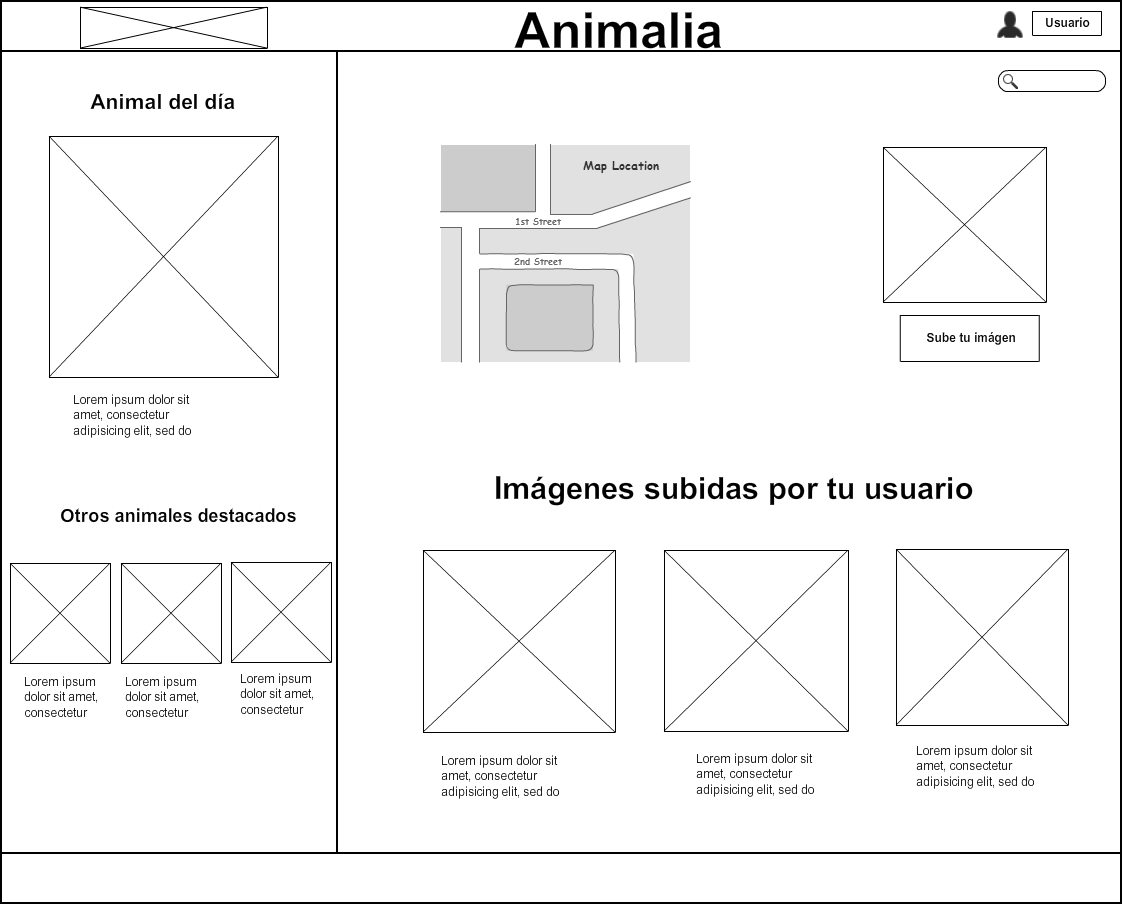 Animalia
Usuario
Animal del día
Lorem ipsum dolor sit
amet, consectetur
adipisicing elit, sed do
Otros animales destacados
Lorem ipsum
dolor sit amet,
consectetur
Lorem ipsum
dolor sit amet,
consectetur
Lorem ipsum
dolor sit amet,
consectetur
Map Location
1st Street
2nd Street
Sube tu imágen
Imágenes subidas por tu usuario
Lorem ipsum dolor sit
amet, consectetur
adipisicing elit, sed do
Lorem ipsum dolor sit
amet, consectetur
adipisicing elit, sed do
Lorem ipsum dolor sit
amet, consectetur
adipisicing elit, sed do